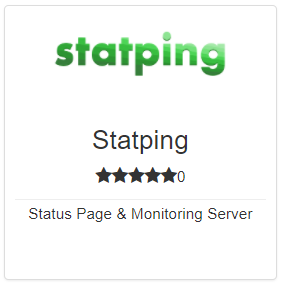 statping
Statping
0
Status Page & Monitoring Server